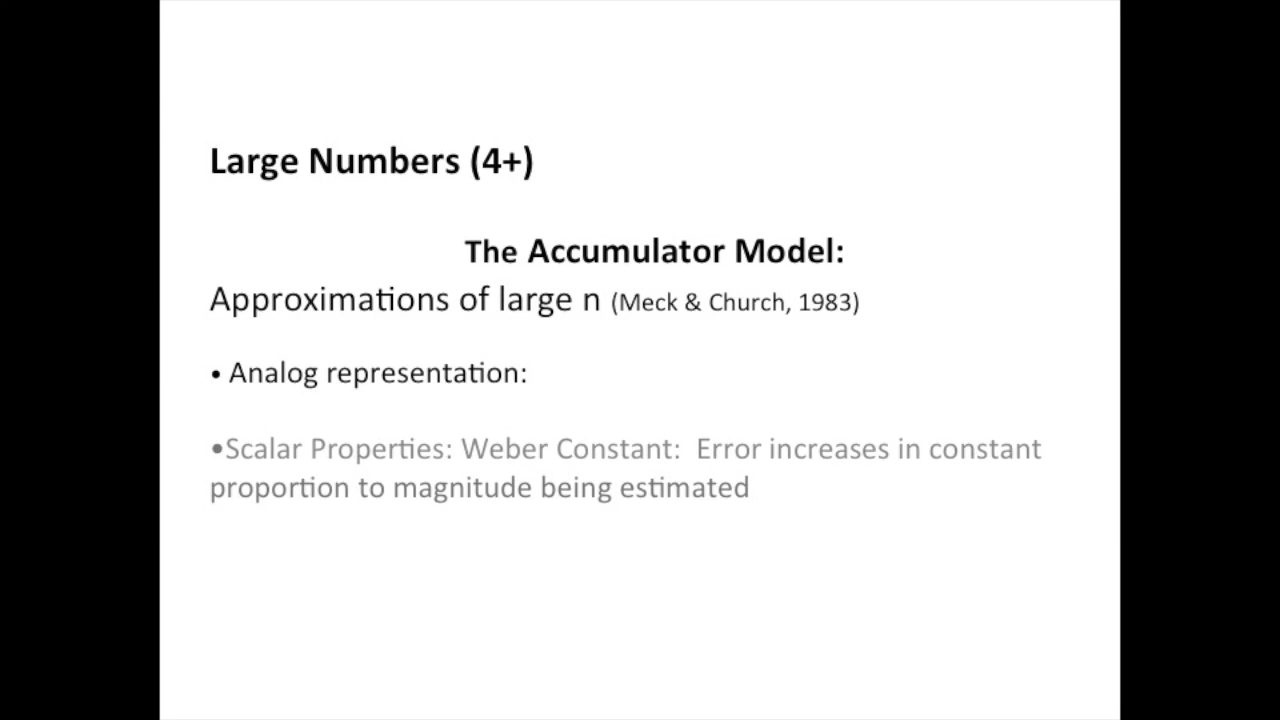 Large Numbers (4+)
The Accumulator Model:
Approximations of large n (Meck & Church, 1983)
• Analog representation:
•Scalar Properties: Weber Constant:  Error increases in constant
proportion to magnitude being estimated